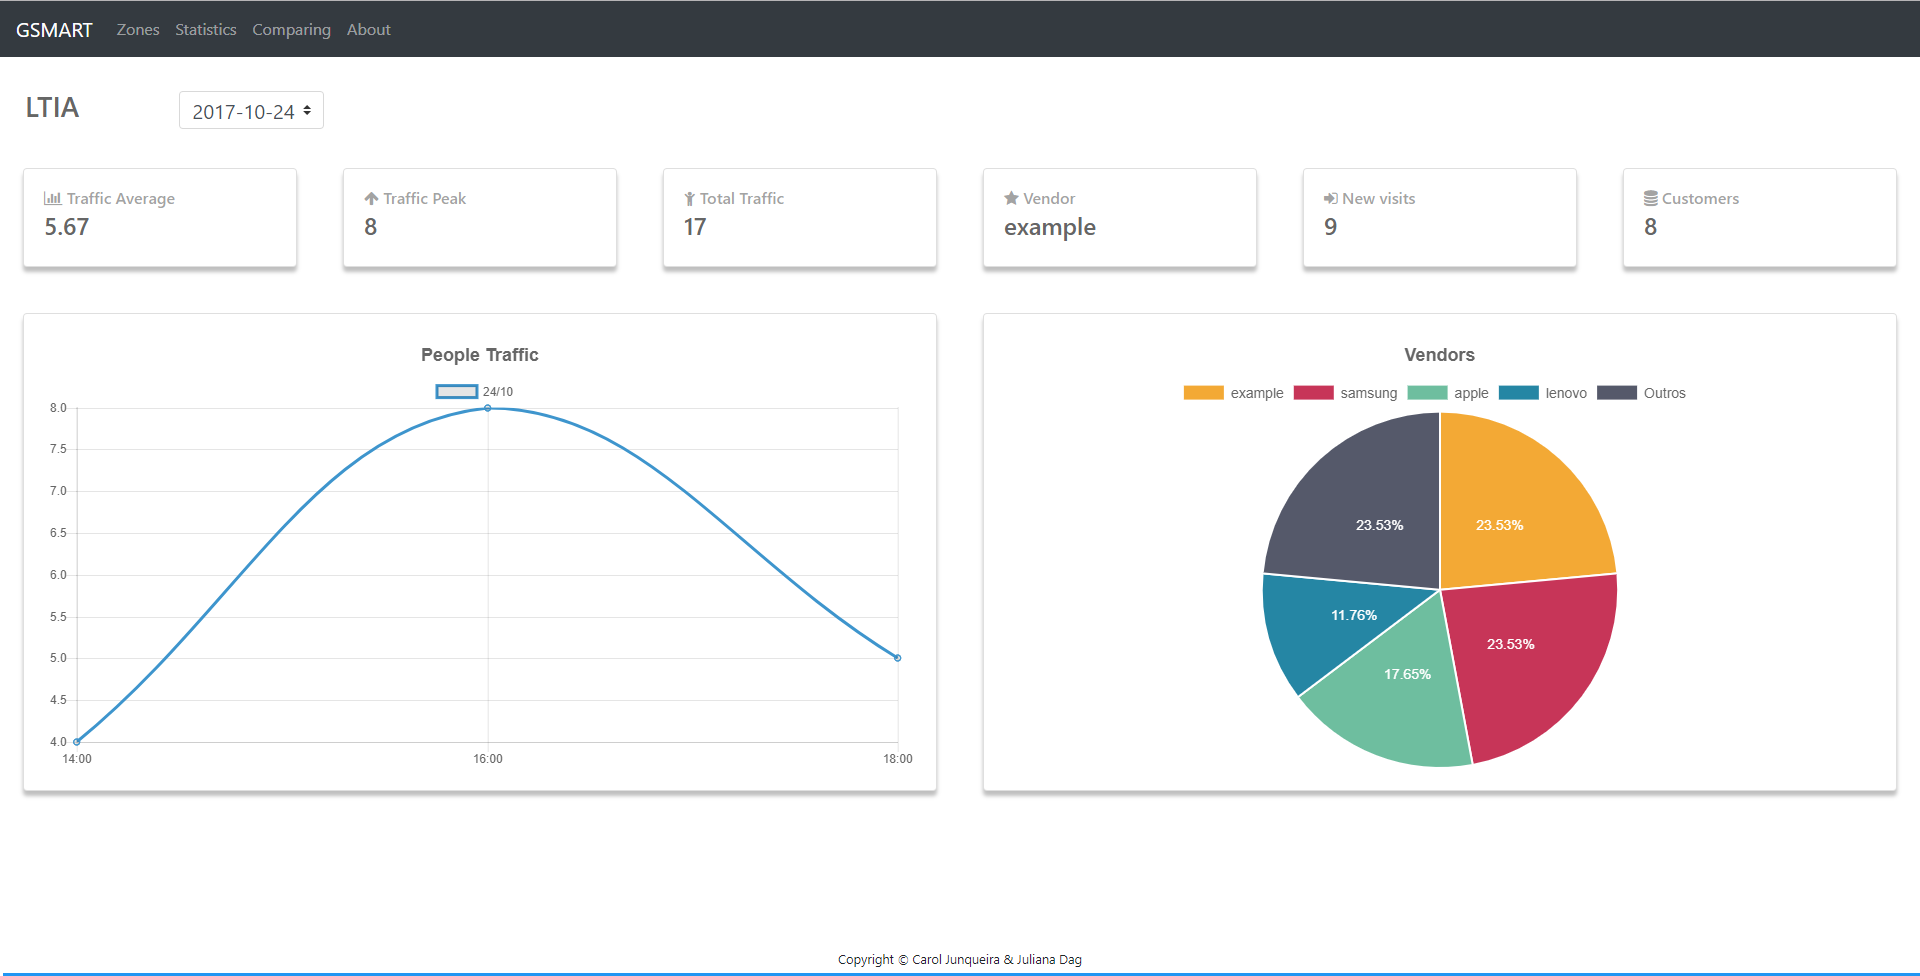 GSMART Zones Statistics Comparing About
LTIA 2017-10-24
Traffic Average
5.67
Traffic Peak
8
Total Traffic
17
Vendor
example
New visits
9
Customers
8
People Traffic
24/10
8.0
7.5
7.0
6.5
6.0
5.5
5.0
4.5
4.0
14:00 16:00 18:00
Vendors
example samsung apple lenovo Outros
23.53% 23.53%
11.76%
23.53%
17.65%
Copyright © Carol Junqueira & Juliana Dag